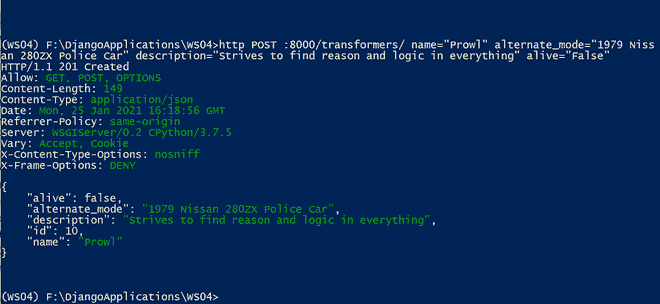 (WS04) F:\DjangoApplications\WS04>http POST :8000/transformers/ name="Prowl" alternate_mode="1979 Niss
an 280ZX Police Car" description="Strives to find reason and logic in everything" alive="False"
HTTP/1.1 201 Created
Allow: GET, POST, OPTIONS
Content-Length: 149
Content-Type: application/json
Date: Mon, 25 Jan 2021 16:18:56 GMT
Referrer-Policy: same-origin
Server: WSGIServer/0.2 CPython/3.7.5
Vary: Accept, Cookie
X-Content-Type-Options: nosniff
X-Frame-Options: DENY
{
    "alive": false,
    "alternate_mode": "1979 Nissan 280ZX Police Car",
    "description": "Strives to find reason and logic in everything",
    "id": 10,
    "name": "Prowl"
}
(WS04) F:\DjangoApplications\WS04>